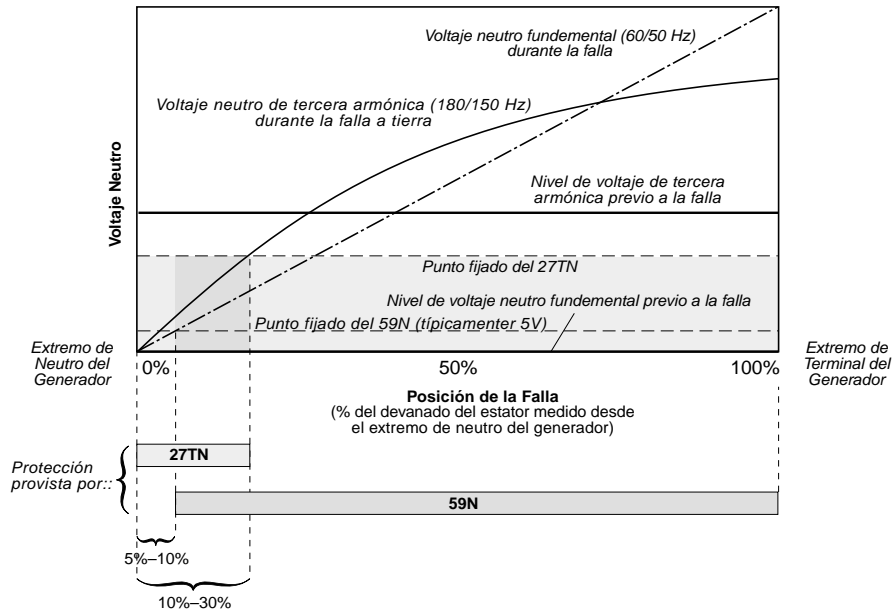 Voltaje neutro fundemental (60/50 Hz)
durante la falla
Voltaje neutro de tercera armónica (180/150 Hz)
durante la falla a tierra
Voltaje Neutro
Nivel de voltaje de tercera
armónica previo a la falla
Punto fijado del 27TN
Nivel de voltaje neutro fundemental previo a la falla
Punto fijado del 59N (típicamenter 5V)
Extremo de
Neutro del
Generador
0%
50%
100%
Extremo de
Terminal del
Generador
Posición de la Falla
(% del devanado del estator medido desde
el extremo de neutro del generador)
Protección
provista por::
27TN
59N
5%–10%
10%–30%